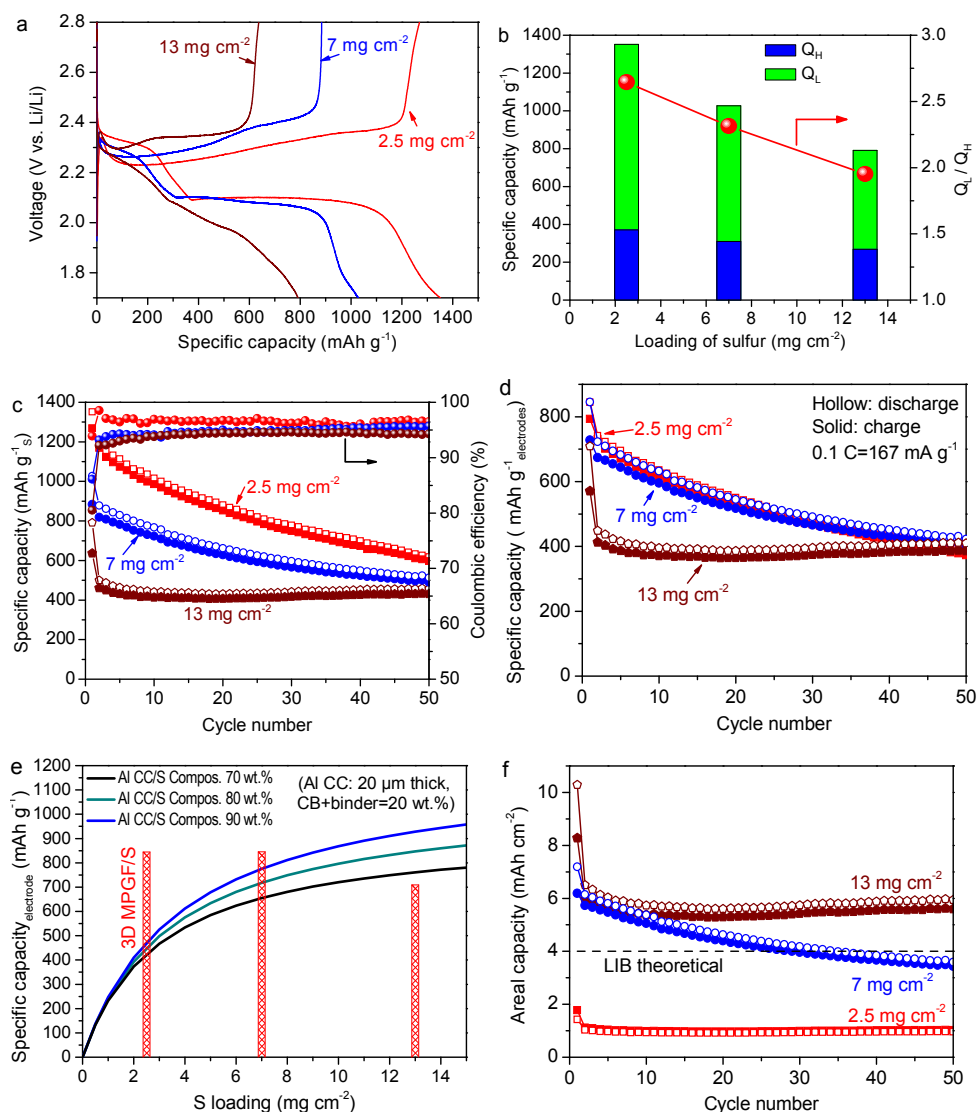 a
2.8
2.6
2.4
2.2
2.0
1.8
Voltage (V vs. Li/Li)
13 mg cm⁻²
7 mg cm⁻²
2.5 mg cm⁻²
0 200 400 600 800 1000 1200 1400
Specific capacity (mAh g⁻¹)
b
1400
1200
1000
800
600
400
200
0
Specific capacity (mAh g⁻¹)
Q_H
Q_L
3.0
2.5
2.0
1.5
1.0
Q_L / Q_H
0 2 4 6 8 10 12 14
Loading of sulfur (mg cm⁻²)
c
1400
1200
1000
800
600
400
200
0
Specific capacity (mAh g⁻¹_S)
2.5 mg cm⁻²
7 mg cm⁻²
13 mg cm⁻²
100
90
80
70
60
50
Coulombic efficiency (%)
0 10 20 30 40 50
Cycle number
d
800
600
400
200
0
Specific capacity ( mAh g⁻¹_electrodes)
Hollow: discharge
Solid: charge
0.1 C=167 mA g⁻¹
2.5 mg cm⁻²
7 mg cm⁻²
13 mg cm⁻²
0 10 20 30 40 50
Cycle number
e
1200
1100
1000
900
800
700
600
500
400
300
200
100
0
Specific capacity_electrode (mAh g⁻¹)
Al CC/S Compos. 70 wt.%
Al CC/S Compos. 80 wt.%
Al CC/S Compos. 90 wt.%
(Al CC: 20 μm thick,
CB+binder=20 wt.%)
3D MPGF/S
0 2 4 6 8 10 12 14
S loading (mg cm⁻²)
f
10
8
6
4
2
0
Areal capacity (mAh cm⁻²)
13 mg cm⁻²
LIB theoretical
7 mg cm⁻²
2.5 mg cm⁻²
0 10 20 30 40 50
Cycle number